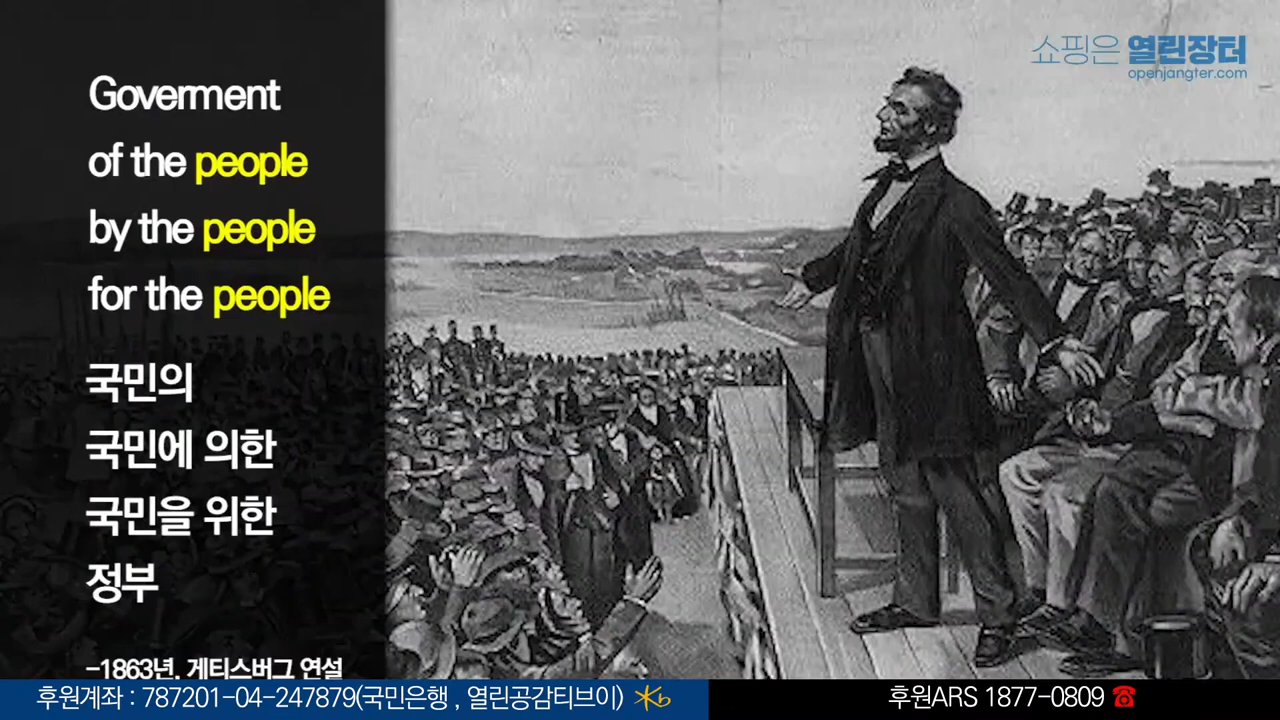 쇼핑은 열린장터
openjangter.com
Goverment
of the people
by the people
for the people
국민의
국민에 의한
국민을 위한
정부
-1863년, 게티스버그 연설
후원계좌 : 787201-04-247879(국민은행 , 열린공감티브이)
후원ARS 1877-0809